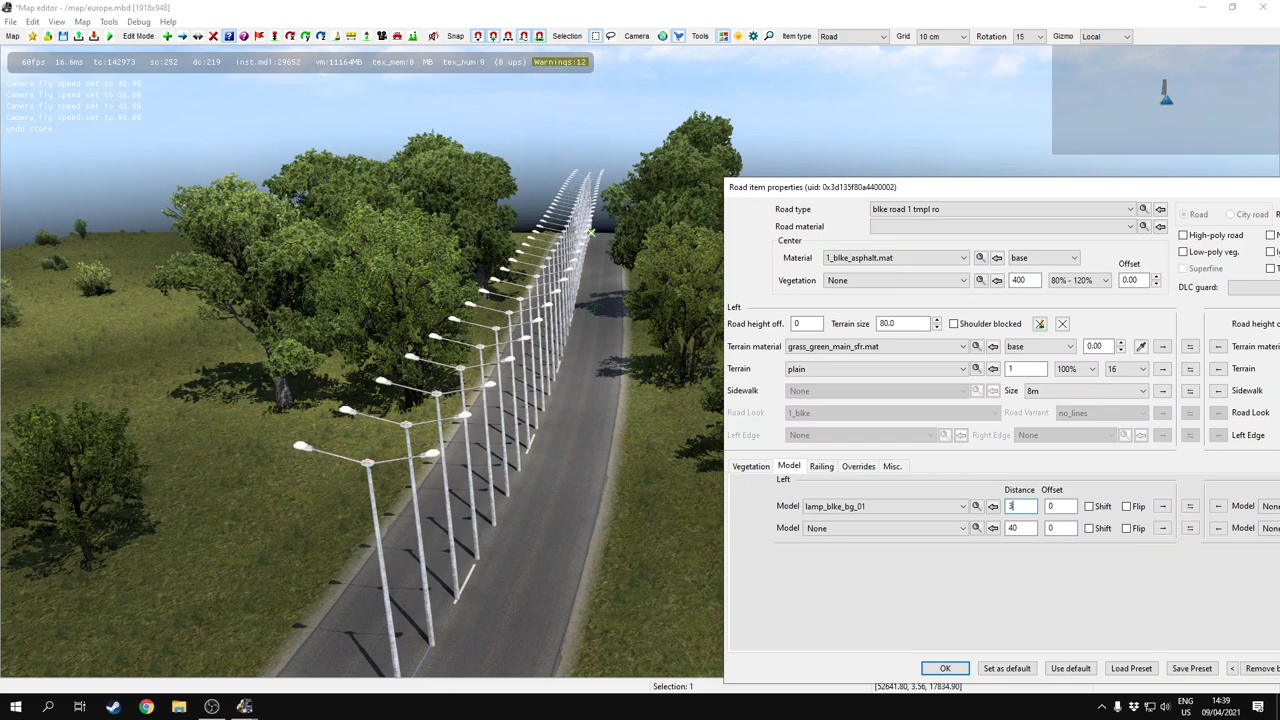 *Map editor - /map/europe.mbd [1918x948]
File Edit View Map Tools Debug Help
Map Edit Mode Snap Selection Camera Tools Item type Road Grid 10 cm Rotation 15 Gizmo Local
60fps 16.6ms tc:142973 sc:252 dc:219 inst.mdl:29652 vm:11164MB tex_mem:0 MB tex_num:0 (0 ups) Warnings:12
Camera fly speed set to 41.00
Camera fly speed set to 31.00
Camera fly speed set to 41.00
Camera fly speed set to 51.00
undo store
Road item properties (uid: 0x3d135f80a4400002)
Road type blke road 1 tmpl ro Road City road
Road material High-poly road
Center
Material 1_blke_asphalt.mat base Offset Low-poly veg.
Vegetation None 400 80% - 120% 0.00 Superfine
DLC guard:
Left
Road height off. 0 Terrain size 80.0 Shoulder blocked Road height
Terrain material grass_green_main_sfr.mat base 0.00 Terrain mate
Terrain plain 1 100% 16 Terrain
Sidewalk None Size 8m Sidewalk
Road Look 1_blke Road Variant no_lines Road Look
Left Edge None Right Edge None Left Edge
Vegetation Model Railing Overrides Misc.
Left Distance Offset
Model lamp_blke_bg_01 3 0 Shift Flip Model None
Model None 40 0 Shift Flip Model None
OK Set as default Use default Load Preset Save Preset < Remove b
Selection: 1 [52641.80, 3.56, 17834.90]
ENG 14:39
US 09/04/2021